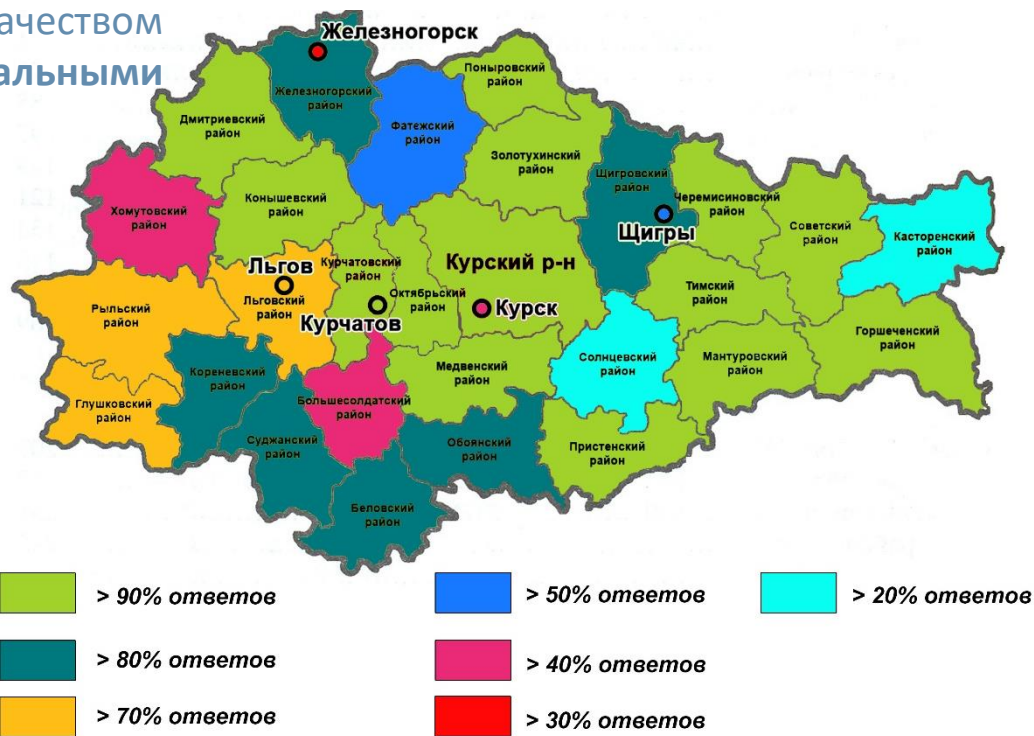 ачеством
альными
Железногорск
Поныровский
район
Железногорский
район
Дмитриевский
район
Фатежский
район
Золотухинский
район
Щигровский
район
Черемисиновский
район
Хомутовский
район
Конышевский
район
Щигры
Советский
район
Касторенский
район
Льгов
Курчатовский
район
Курский р-н
Рыльский
район
Льговский
район
Октябрьский
район
Тимский
район
Курчатов
Курск
Горшеченский
район
Кореневский
район
Медвенский
район
Солнцевский
район
Мантуровский
район
Глушковский
район
Большесолдатский
район
Суджанский
район
Обоянский
район
Пристенский
район
Беловский
район
> 90% ответов
> 50% ответов
> 20% ответов
> 80% ответов
> 40% ответов
> 70% ответов
> 30% ответов